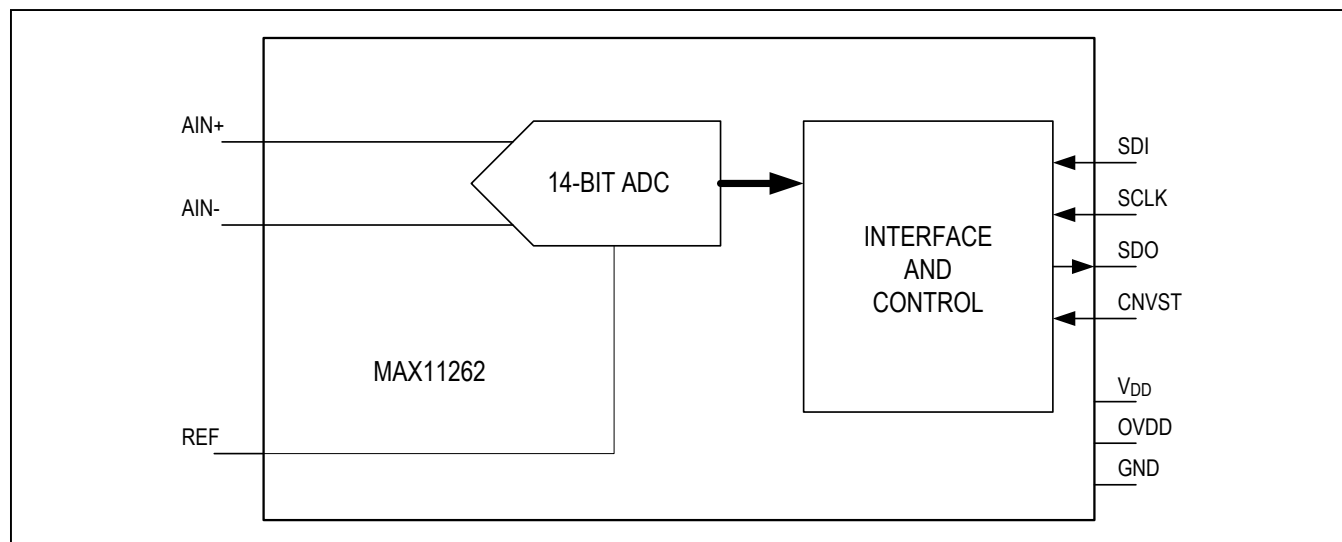 AIN+
AIN-
14-BIT ADC
MAX11262
REF
INTERFACE
AND
CONTROL
SDI
SCLK
SDO
CNVST
VDD
OVDD
GND